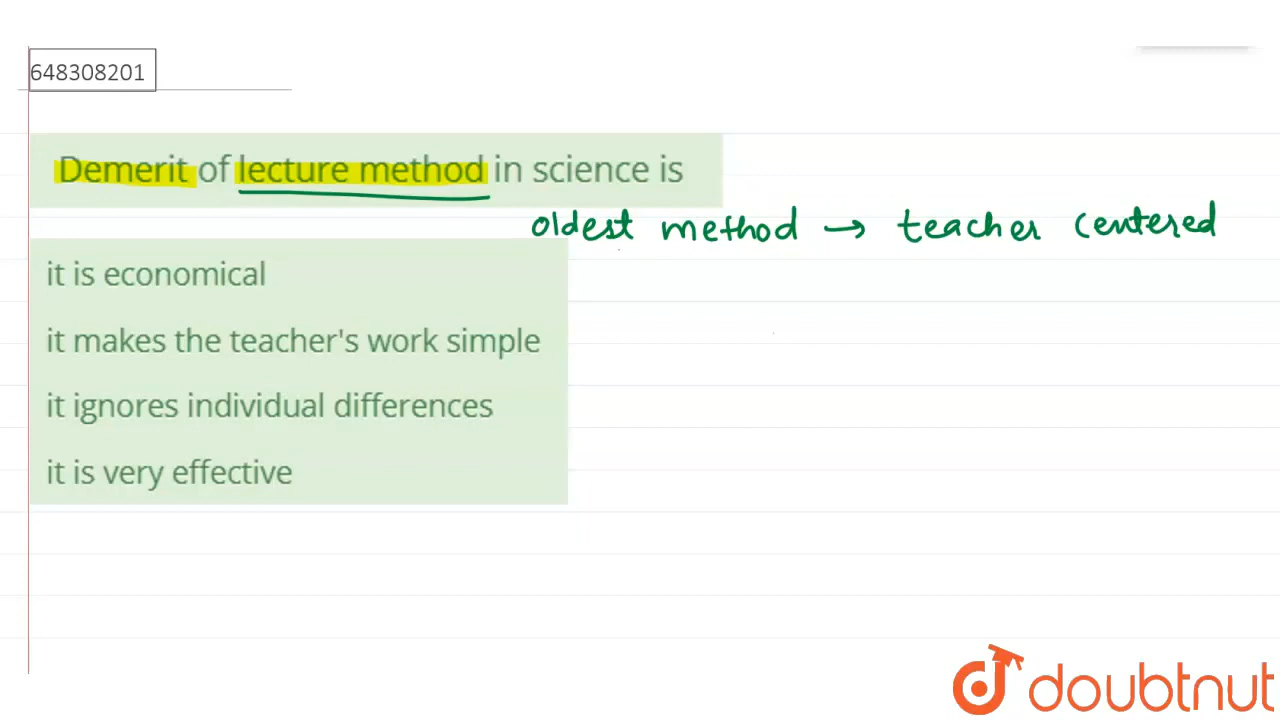 648308201
Demerit of lecture method in science is
oldest method → teacher centered
it is economical
it makes the teacher's work simple
it ignores individual differences
it is very effective
doubtnut